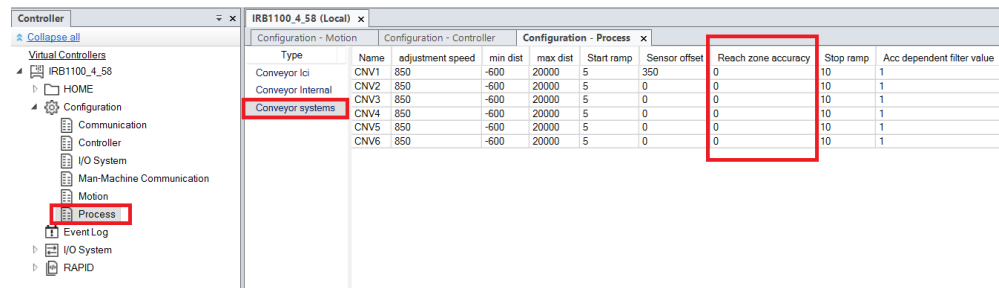 Controller
Collapse all
Virtual Controllers
IRB1100_4_58
HOME
Configuration
Communication
Controller
I/O System
Man-Machine Communication
Motion
Process
Event Log
I/O System
RAPID
IRB1100_4_58 (Local)
Configuration - Motion Configuration - Controller Configuration - Process
Type
Conveyor Ici
Conveyor Internal
Conveyor systems
Name adjustment speed min dist max dist Start ramp Sensor offset Reach zone accuracy Stop ramp Acc dependent filter value
CNV1 850 -600 20000 5 350 0 10 1
CNV2 850 -600 20000 5 0 0 10 1
CNV3 850 -600 20000 5 0 0 10 1
CNV4 850 -600 20000 5 0 0 10 1
CNV5 850 -600 20000 5 0 0 10 1
CNV6 850 -600 20000 5 0 0 10 1